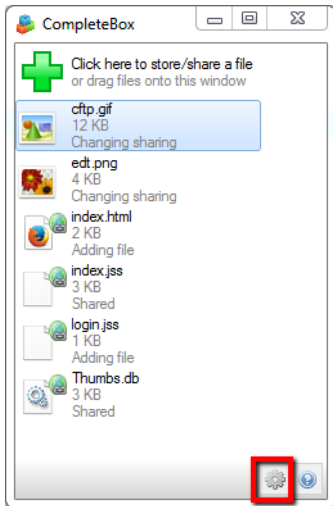 CompleteBox
Click here to store/share a file
or drag files onto this window
cftp.gif
12 KB
Changing sharing
edt.png
4 KB
Changing sharing
index.html
2 KB
Adding file
index.jss
3 KB
Shared
login.jss
1 KB
Adding file
Thumbs.db
3 KB
Shared